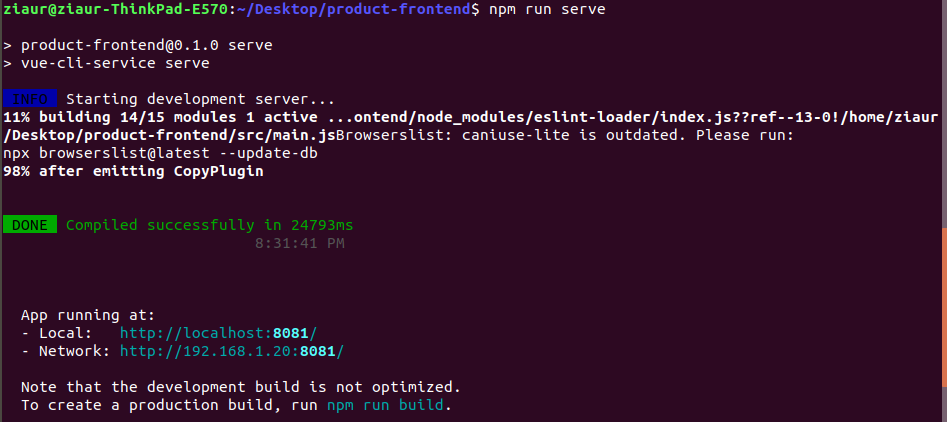 ziaur@ziaur-ThinkPad-E570:~/Desktop/product-frontend$ npm run serve
> product-frontend@0.1.0 serve
> vue-cli-service serve
INFO Starting development server...
11% building 14/15 modules 1 active ...ontend/node_modules/eslint-loader/index.js??ref--13-0!/home/ziaur
/Desktop/product-frontend/src/main.jsBrowserslist: caniuse-lite is outdated. Please run:
npx browserslist@latest --update-db
98% after emitting CopyPlugin
DONE Compiled successfully in 24793ms
8:31:41 PM
App running at:
- Local: http://localhost:8081/
- Network: http://192.168.1.20:8081/
Note that the development build is not optimized.
To create a production build, run npm run build.